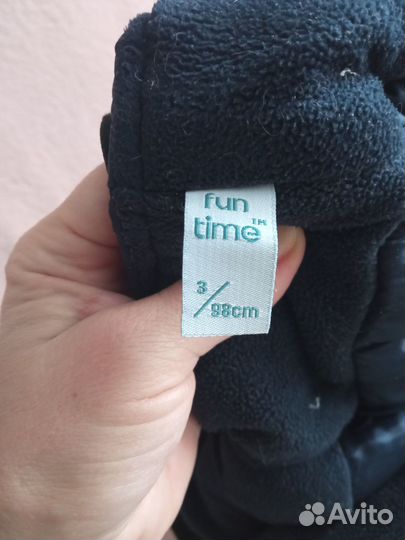 fun
time™
3/98cm
Avito